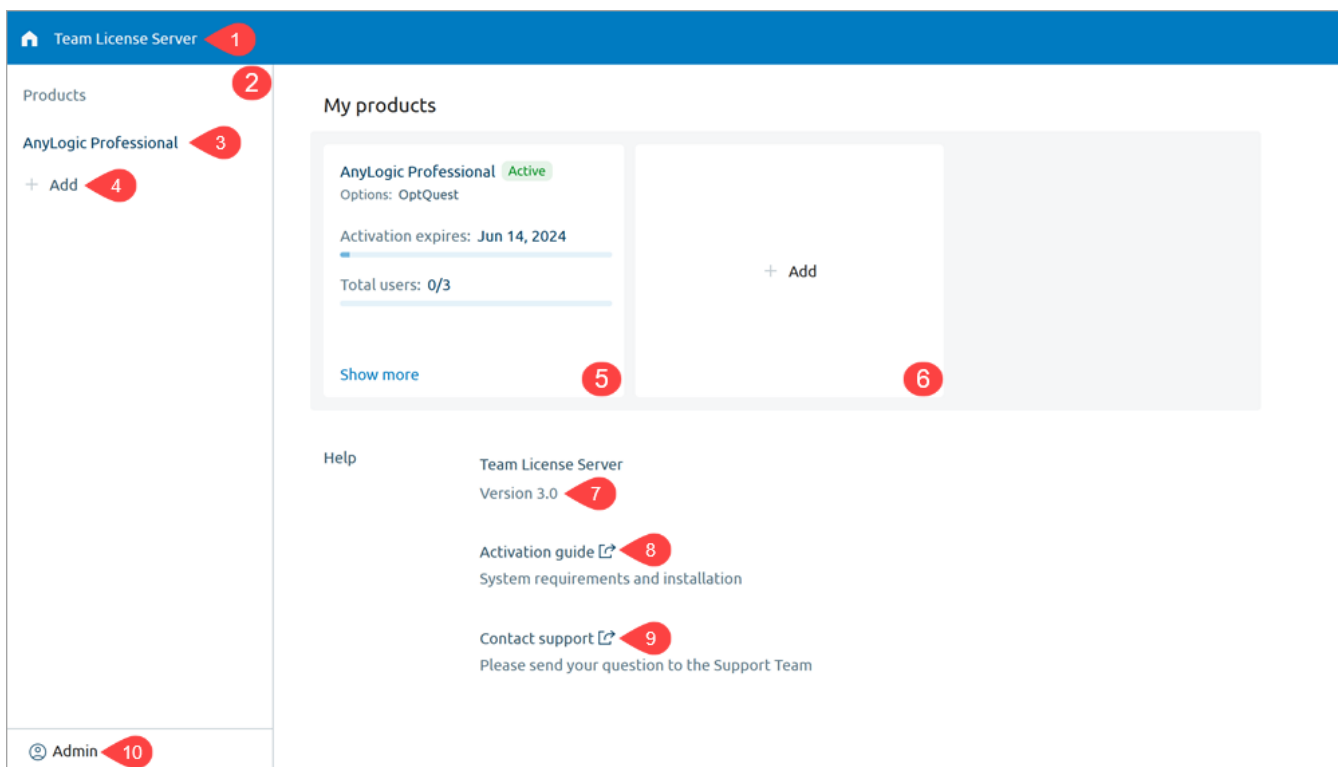 Team License Server 1
2
Products
AnyLogic Professional 3
+ Add 4
My products
AnyLogic Professional Active
Options: OptQuest
Activation expires: Jun 14, 2024
Total users: 0/3
Show more 5
+ Add
6
Help
Team License Server
Version 3.0 7
Activation guide 8
System requirements and installation
Contact support 9
Please send your question to the Support Team
Admin 10